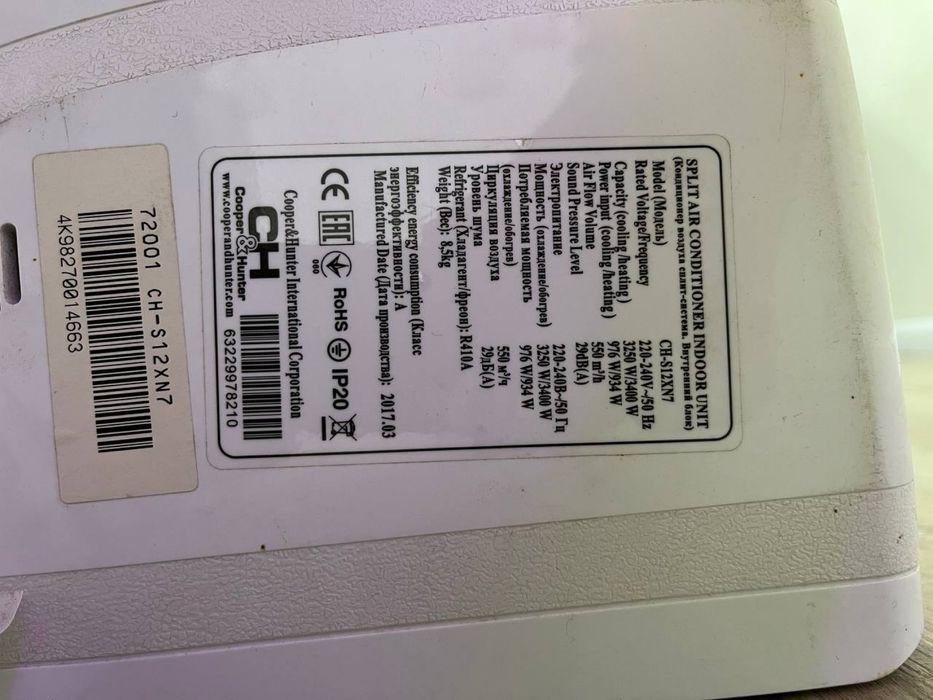 SPLIT AIR CONDITIONER INDOOR UNIT
(Кондиционер воздуха сплит-система. Внутренний блок)
Model (Модель) CH-S12XN7
Rated Voltage/Frequency 220-240V~/50 Hz
Capacity (cooling /heating) 3250 W/3400 W
Power input (cooling /heating) 976 W/934 W
Air Flow Volume 550 m³/h
Sound Pressure Level 29dB(A)
Электропитание 220-240В~/50 Гц
Мощность (охлаждение/обогрев) 3250 W/3400 W
Потребляемая мощность 976 W/934 W
(охлаждение/обогрев)
Циркуляция воздуха 550 м³/ч
Уровень шума 29дБ(А)
Refrigerant (Хладагент/фреон): R410A
Weight (Вес): 8,5kg
Efficiency energy consumption (Класс
энергоэффективности): A
Manufactured Date (Дата производства): 2017.03
CE EAC 060 RoHS IP20
Cooper&Hunter International Corporation
CH
Cooper&Hunter
www.cooperandhunter.com 63229978210
72001 CH-S12XN7
4K98270014663